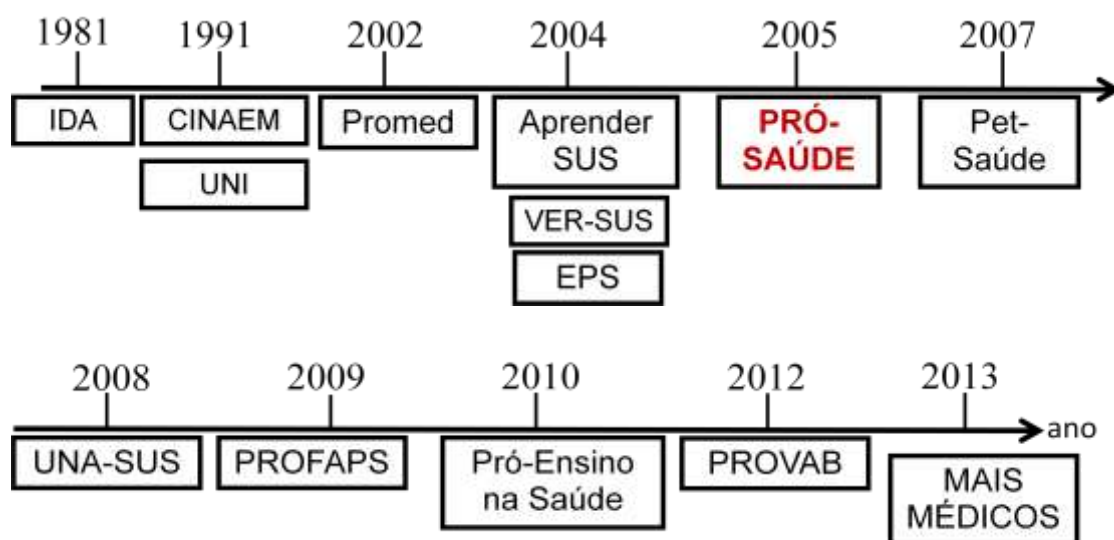 1981 1991 2002 2004 2005 2007
IDA CINAEM Promed Aprender SUS PRÓ-SAÚDE Pet-Saúde
UNI
VER-SUS
EPS
2008 2009 2010 2012 2013
ano
UNA-SUS PROFAPS Pró-Ensino na Saúde PROVAB MAIS MÉDICOS